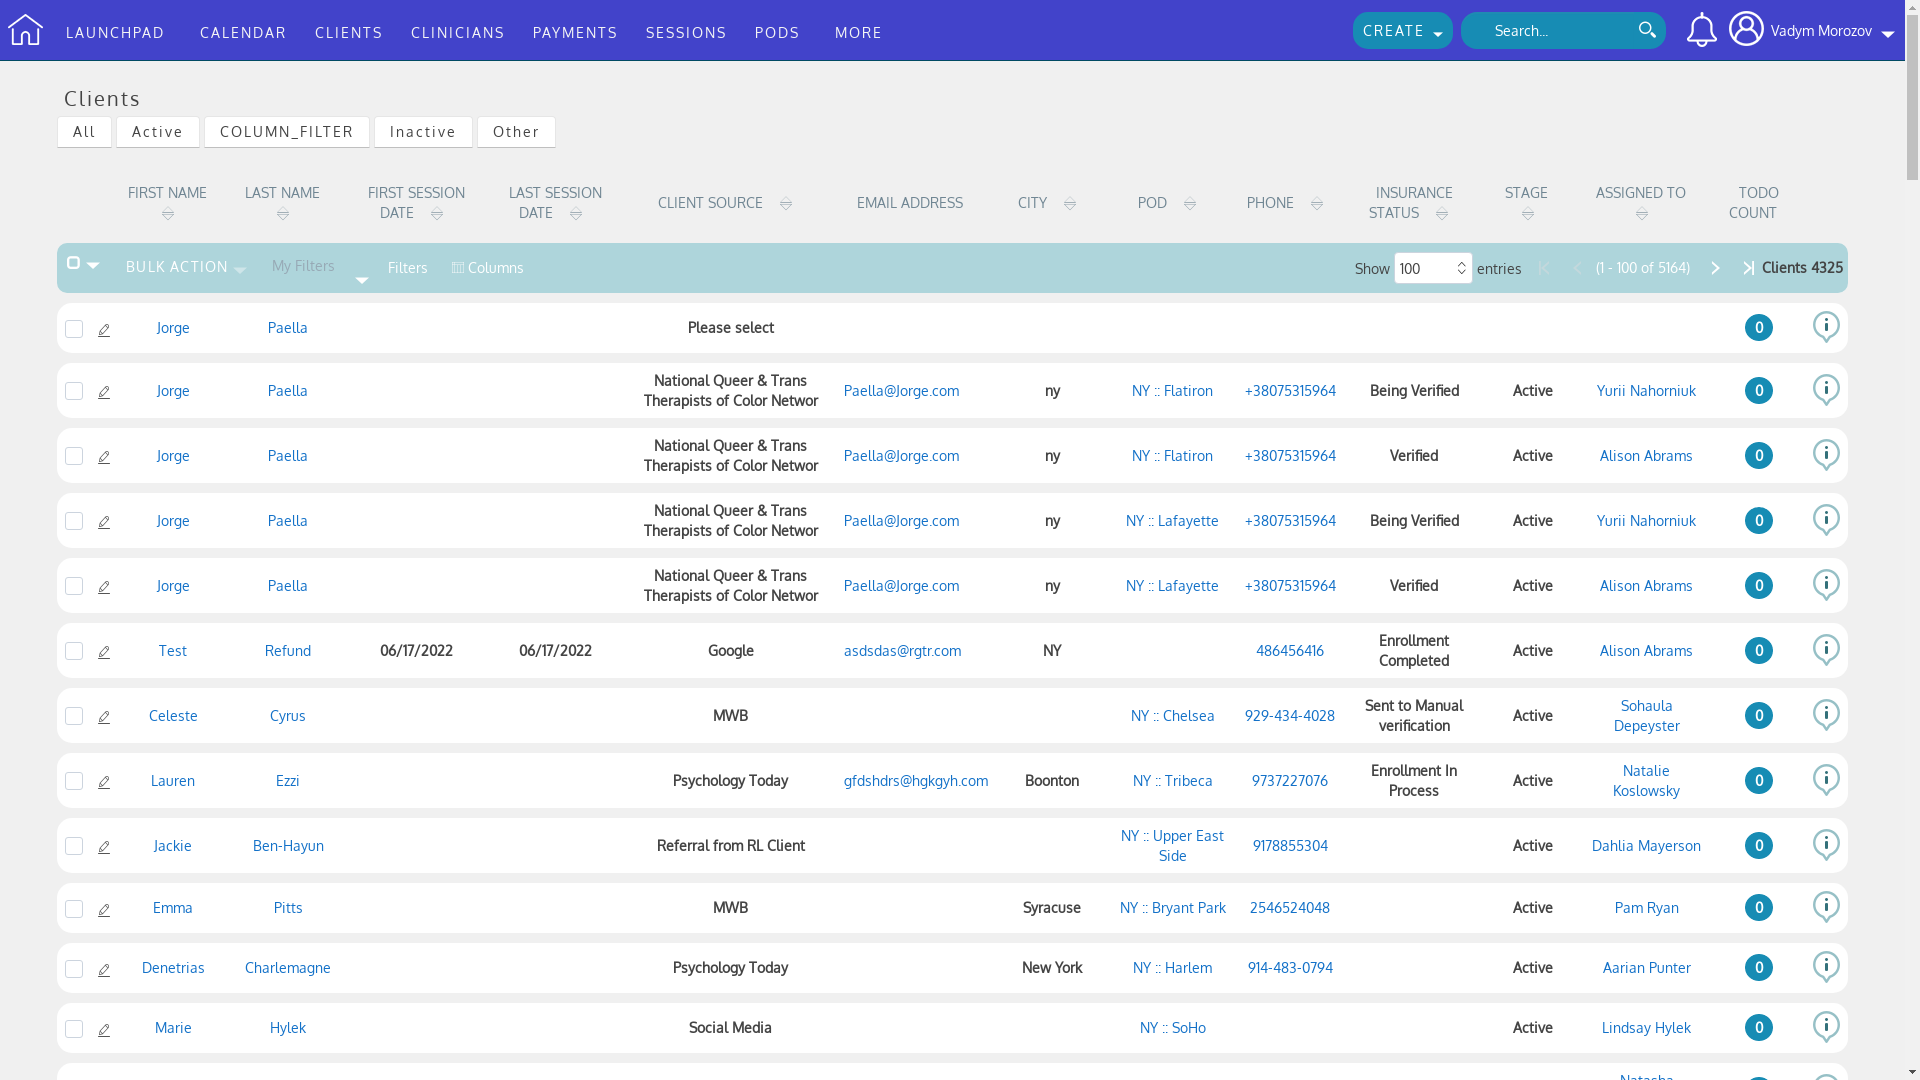 LAUNCHPAD CALENDAR CLIENTS CLINICIANS PAYMENTS SESSIONS PODS MORE CREATE Search... Vadym Morozov
Clients
All Active COLUMN_FILTER Inactive Other
FIRST NAME LAST NAME FIRST SESSION DATE LAST SESSION DATE CLIENT SOURCE EMAIL ADDRESS CITY POD PHONE INSURANCE STATUS STAGE ASSIGNED TO TODO COUNT
BULK ACTION My Filters Filters Columns Show 100 entries (1 - 100 of 5164) Clients 4325
Jorge Paella Please select 0
Jorge Paella National Queer & Trans Therapists of Color Networ Paella@Jorge.com ny NY :: Flatiron +38075315964 Being Verified Active Yurii Nahorniuk 0
Jorge Paella National Queer & Trans Therapists of Color Networ Paella@Jorge.com ny NY :: Flatiron +38075315964 Verified Active Alison Abrams 0
Jorge Paella National Queer & Trans Therapists of Color Networ Paella@Jorge.com ny NY :: Lafayette +38075315964 Being Verified Active Yurii Nahorniuk 0
Jorge Paella National Queer & Trans Therapists of Color Networ Paella@Jorge.com ny NY :: Lafayette +38075315964 Verified Active Alison Abrams 0
Test Refund 06/17/2022 06/17/2022 Google asdsdas@rgtr.com NY 486456416 Enrollment Completed Active Alison Abrams 0
Celeste Cyrus MWB NY :: Chelsea 929-434-4028 Sent to Manual verification Active Sohaula Depeyster 0
Lauren Ezzi Psychology Today gfdshdrs@hgkgyh.com Boonton NY :: Tribeca 9737227076 Enrollment In Process Active Natalie Koslowsky 0
Jackie Ben-Hayun Referral from RL Client NY :: Upper East Side 9178855304 Active Dahlia Mayerson 0
Emma Pitts MWB Syracuse NY :: Bryant Park 2546524048 Active Pam Ryan 0
Denetrias Charlemagne Psychology Today New York NY :: Harlem 914-483-0794 Active Aarian Punter 0
Marie Hylek Social Media NY :: SoHo Active Lindsay Hylek 0